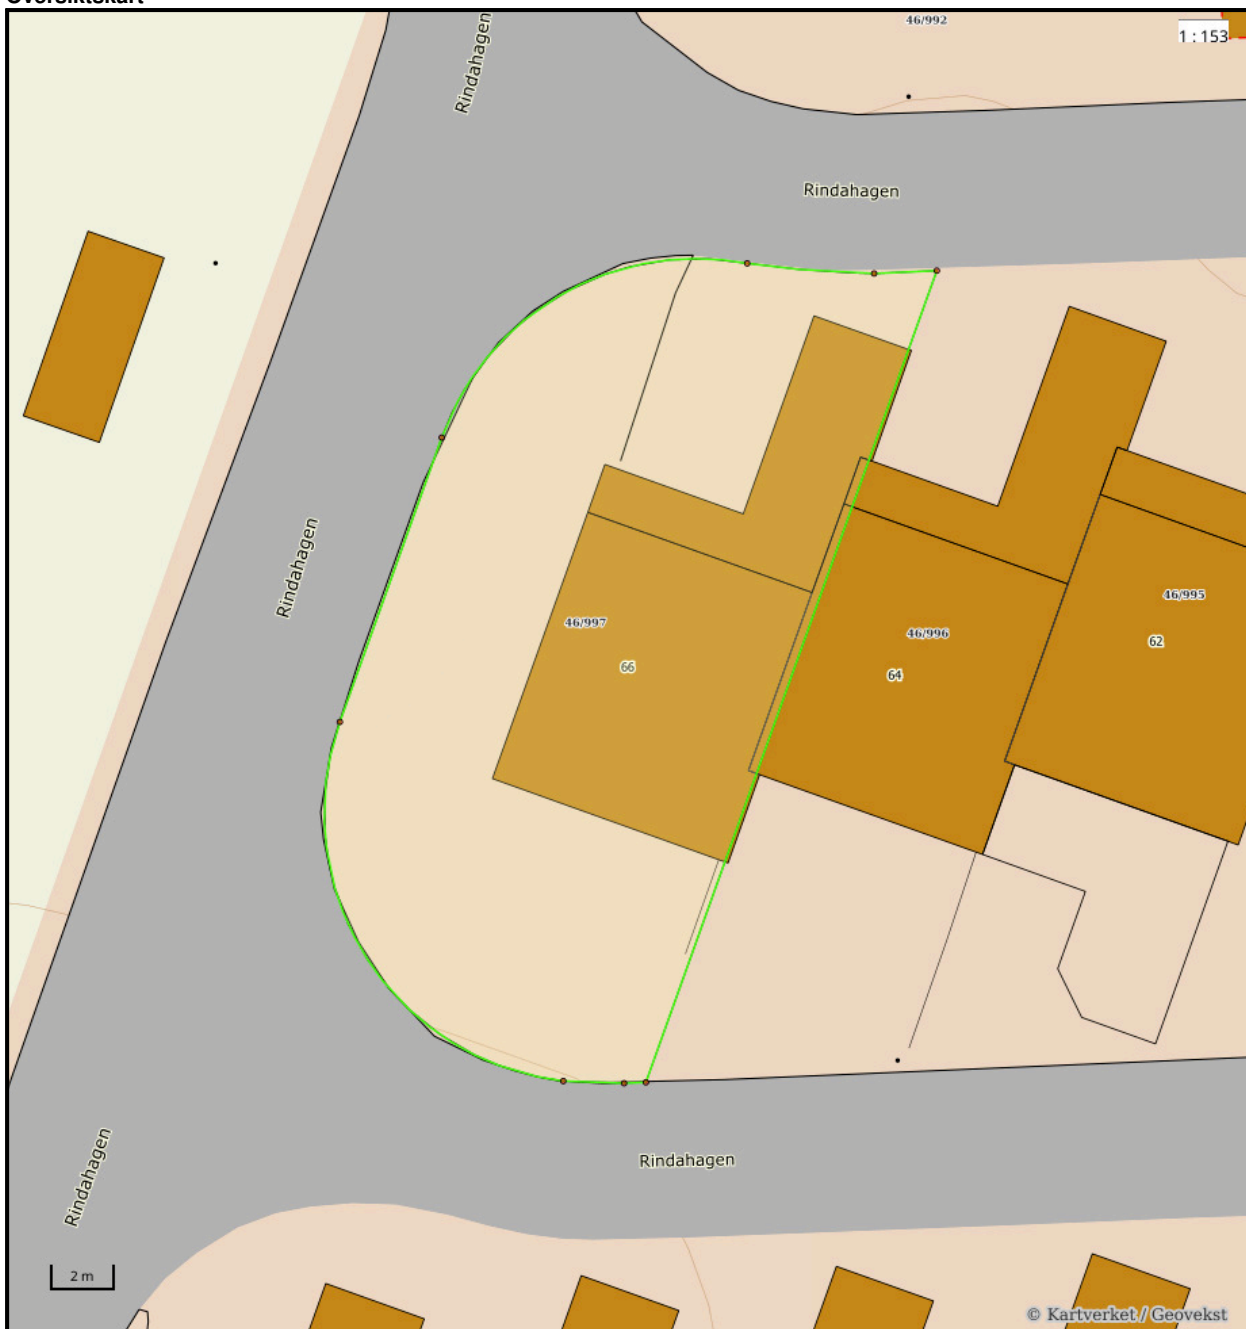 Oversiktskart
46/992
1 : 153
Rindahagen
Rindahagen
Rindahagen
46/997
66
46/996
64
46/995
62
Rindahagen
Rindahagen
2 m
© Kartverket / Geovekst